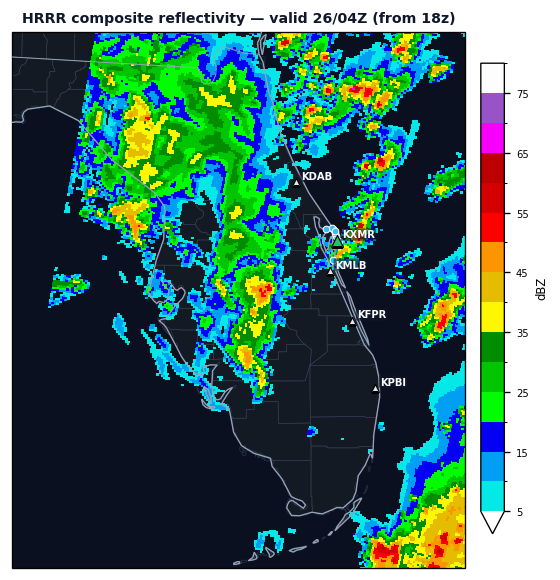 HRRR composite reflectivity — valid 26/04Z (from 18z)
KDAB
KXMR
KMLB
KFPR
KPBI
75
65
55
45
35
25
15
5
dBZ